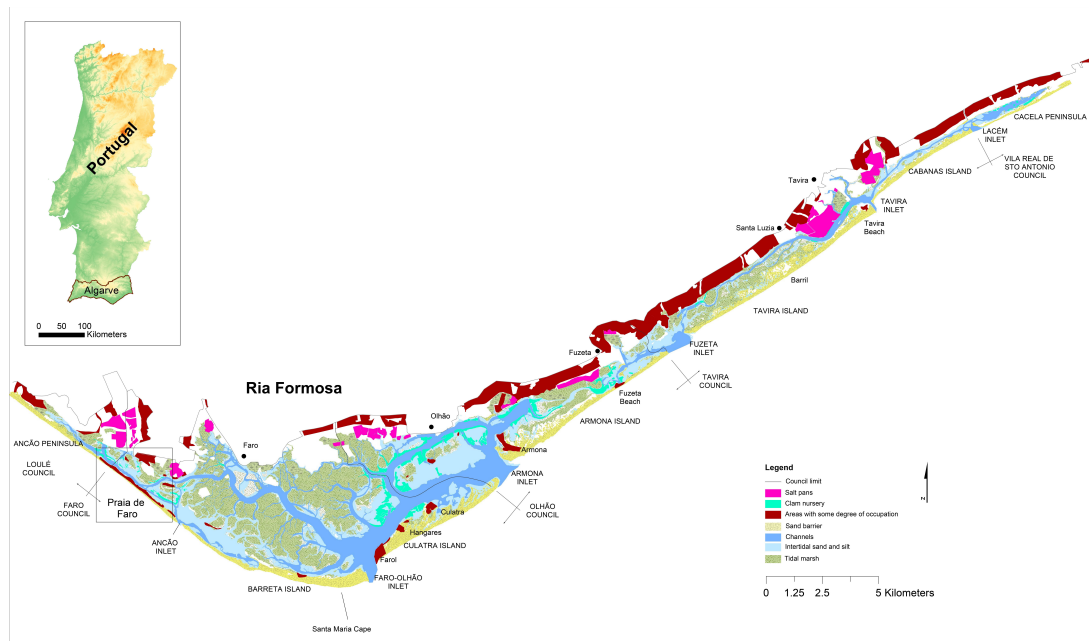 Portugal
Algarve
0 50 100
Kilometers
Ria Formosa
CACELA PENINSULA
LACÉM
INLET
VILA REAL DE
STO ANTONIO
COUNCIL
CABANAS ISLAND
Tavira
TAVIRA
INLET
Tavira
Beach
Santa Luzia
Barril
TAVIRA ISLAND
Fuzeta
FUZETA
INLET
TAVIRA
COUNCIL
Fuzeta
Beach
ARMONA ISLAND
Olhão
Armona
ARMONA
INLET
OLHÃO
COUNCIL
Faro
ANCÃO PENINSULA
LOULÉ
COUNCIL
FARO
COUNCIL
Praia de
Faro
ANCÃO
INLET
Culatra
Hangares
CULATRA ISLAND
Farol
FARO-OLHÃO
INLET
BARRETA ISLAND
Santa Maria Cape
Legend
Council limit
Salt pans
Clam nursery
Areas with some degree of occupation
Sand barrier
Channels
Intertidal sand and silt
Tidal marsh
N
0 1.25 2.5 5 Kilometers